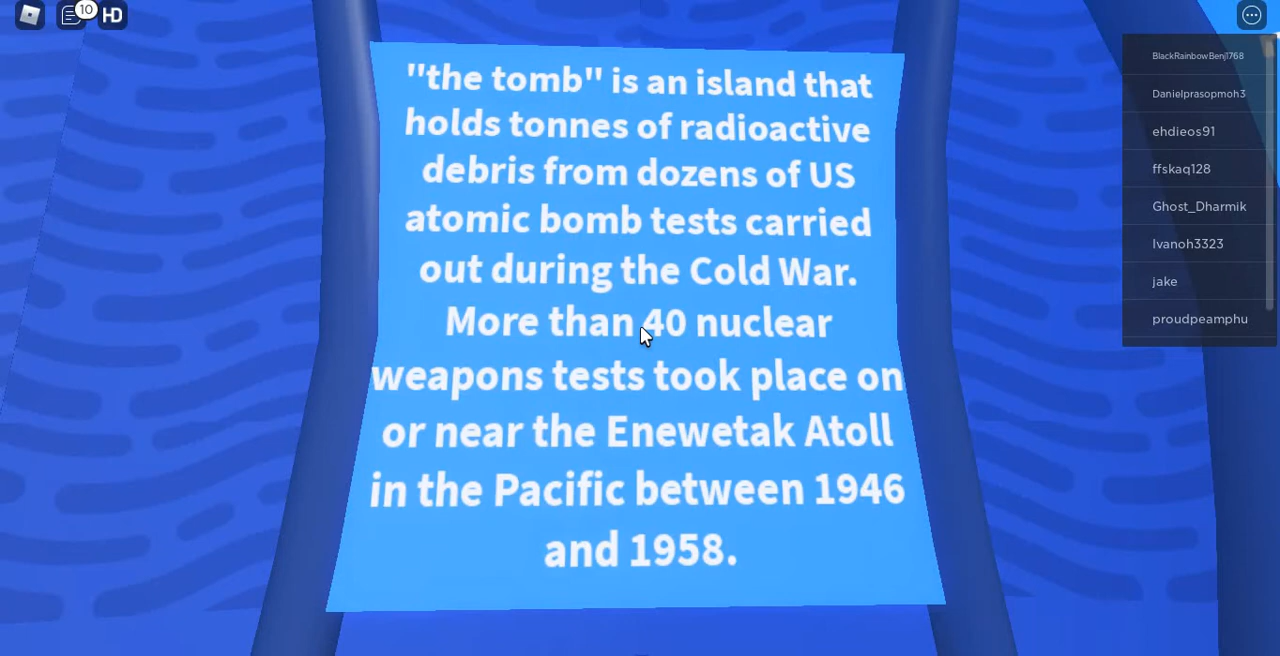 10
HD
"the tomb" is an island that
holds tonnes of radioactive
debris from dozens of US
atomic bomb tests carried
out during the Cold War.
More than 40 nuclear
weapons tests took place on
or near the Enewetak Atoll
in the Pacific between 1946
and 1958.
BlackRainbowBenj1768
Danielprasopmoh3
ehdieos91
ffskaq128
Ghost_Dharmik
Ivanoh3323
jake
proudpeamphu